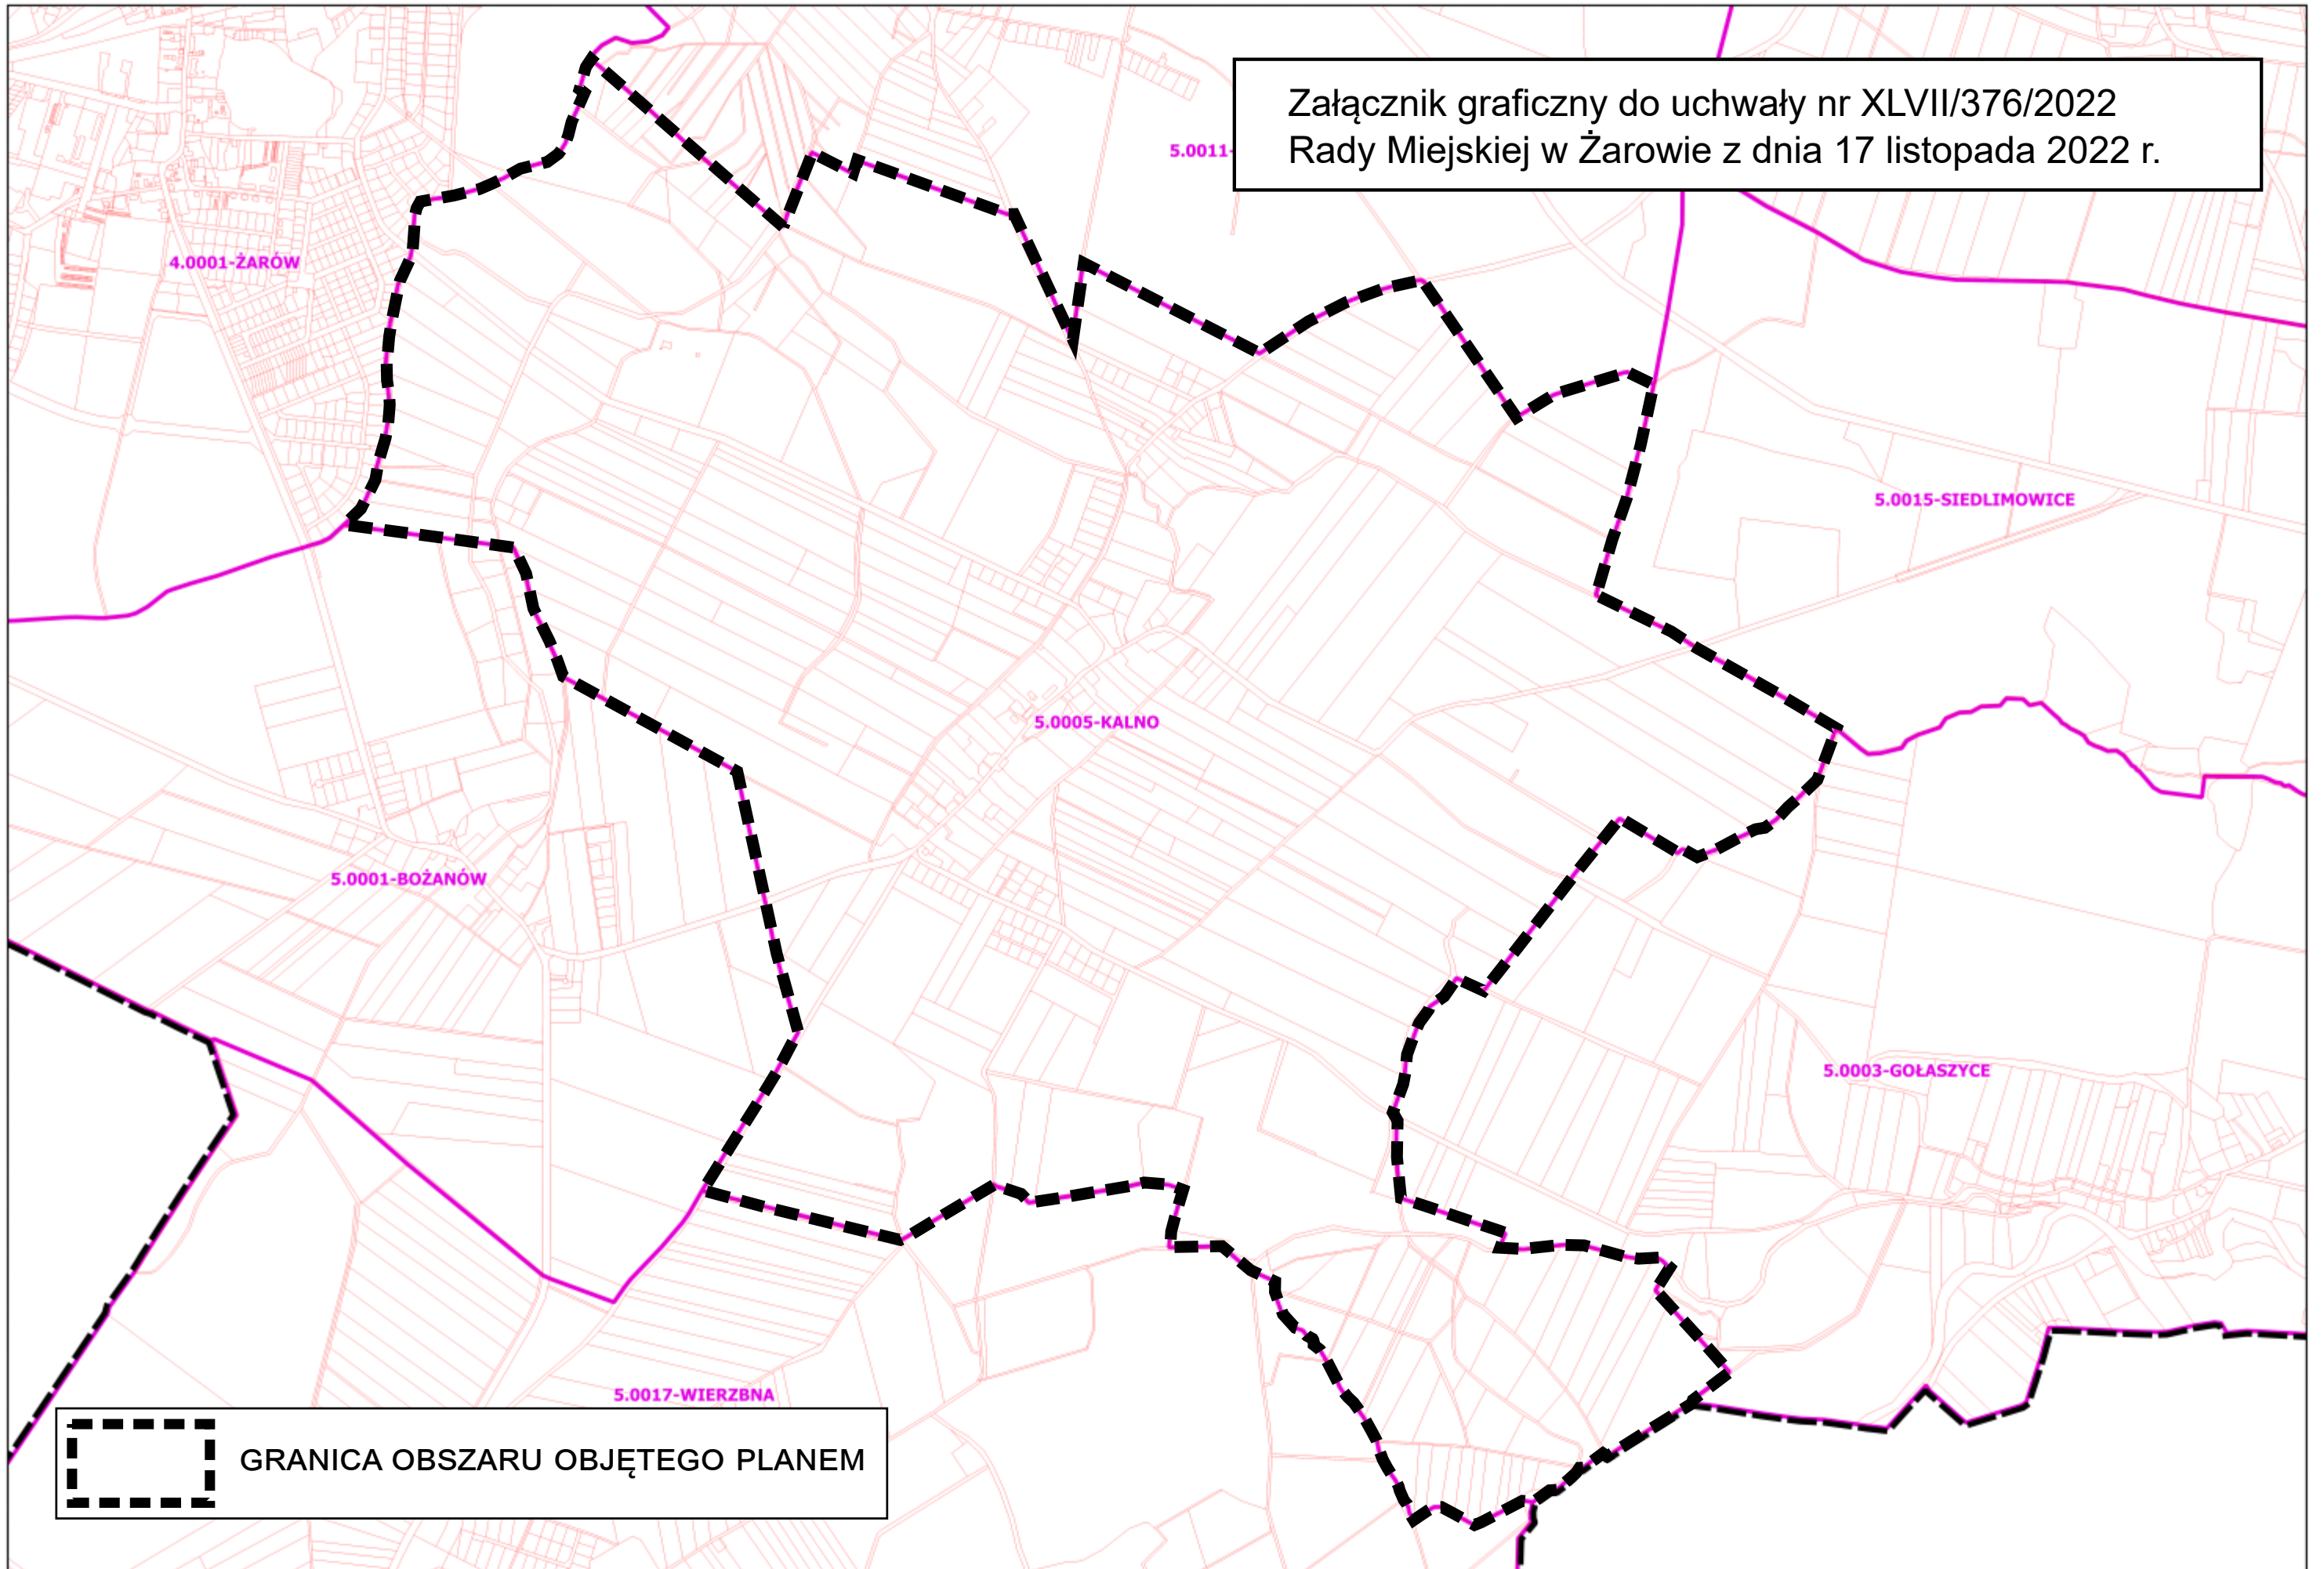 Załącznik graficzny do uchwały nr XLVII/376/2022
Rady Miejskiej w Żarowie z dnia 17 listopada 2022 r.
5.0011-
4.0001-ŻARÓW
5.0015-SIEDLIMOWICE
5.0005-KALNO
5.0001-BOŻANÓW
5.0003-GOŁASZYCE
5.0017-WIERZBNA
GRANICA OBSZARU OBJĘTEGO PLANEM